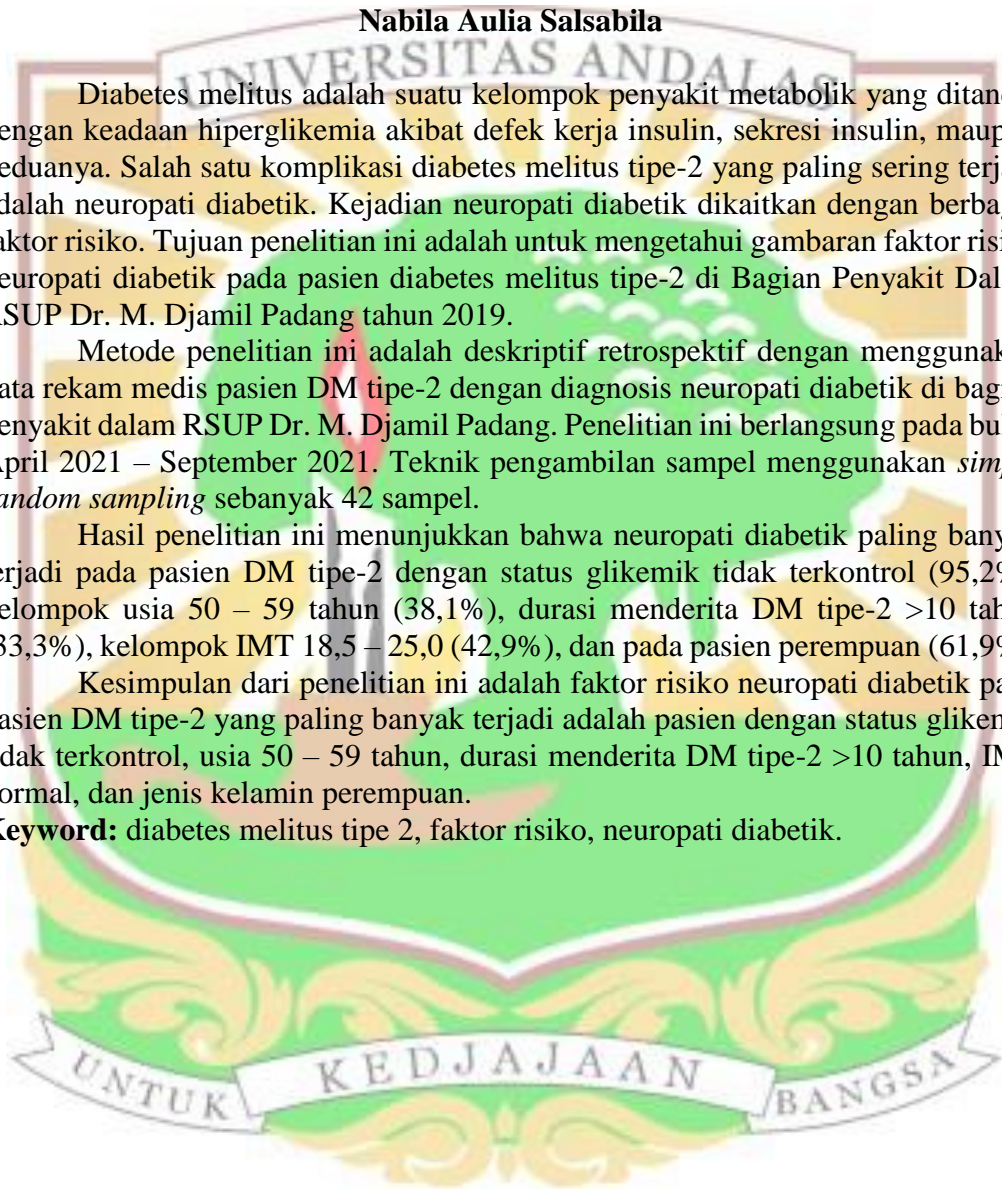 Nabila Aulia Salsabila
UNIVERSITAS ANDALAS
Diabetes melitus adalah suatu kelompok penyakit metabolik yang ditand
engan keadaan hiperglikemia akibat defek kerja insulin, sekresi insulin, maup
eduanya. Salah satu komplikasi diabetes melitus tipe-2 yang paling sering terja
dalah neuropati diabetik. Kejadian neuropati diabetik dikaitkan dengan berbag
aktor risiko. Tujuan penelitian ini adalah untuk mengetahui gambaran faktor risi
europati diabetik pada pasien diabetes melitus tipe-2 di Bagian Penyakit Dal
RSUP Dr. M. Djamil Padang tahun 2019.
Metode penelitian ini adalah deskriptif retrospektif dengan menggunak
ata rekam medis pasien DM tipe-2 dengan diagnosis neuropati diabetik di bagi
enyakit dalam RSUP Dr. M. Djamil Padang. Penelitian ini berlangsung pada bu
April 2021 – September 2021. Teknik pengambilan sampel menggunakan simp
andom sampling sebanyak 42 sampel.
Hasil penelitian ini menunjukkan bahwa neuropati diabetik paling bany
erjadi pada pasien DM tipe-2 dengan status glikemik tidak terkontrol (95,2%
elompok usia 50 – 59 tahun (38,1%), durasi menderita DM tipe-2 >10 tah
33,3%), kelompok IMT 18,5 – 25,0 (42,9%), dan pada pasien perempuan (61,9%
Kesimpulan dari penelitian ini adalah faktor risiko neuropati diabetik pa
asien DM tipe-2 yang paling banyak terjadi adalah pasien dengan status glikem
dak terkontrol, usia 50 – 59 tahun, durasi menderita DM tipe-2 >10 tahun, IM
ormal, dan jenis kelamin perempuan.
Keyword: diabetes melitus tipe 2, faktor risiko, neuropati diabetik.
UNTUK KEDJAJAAN BANGSA